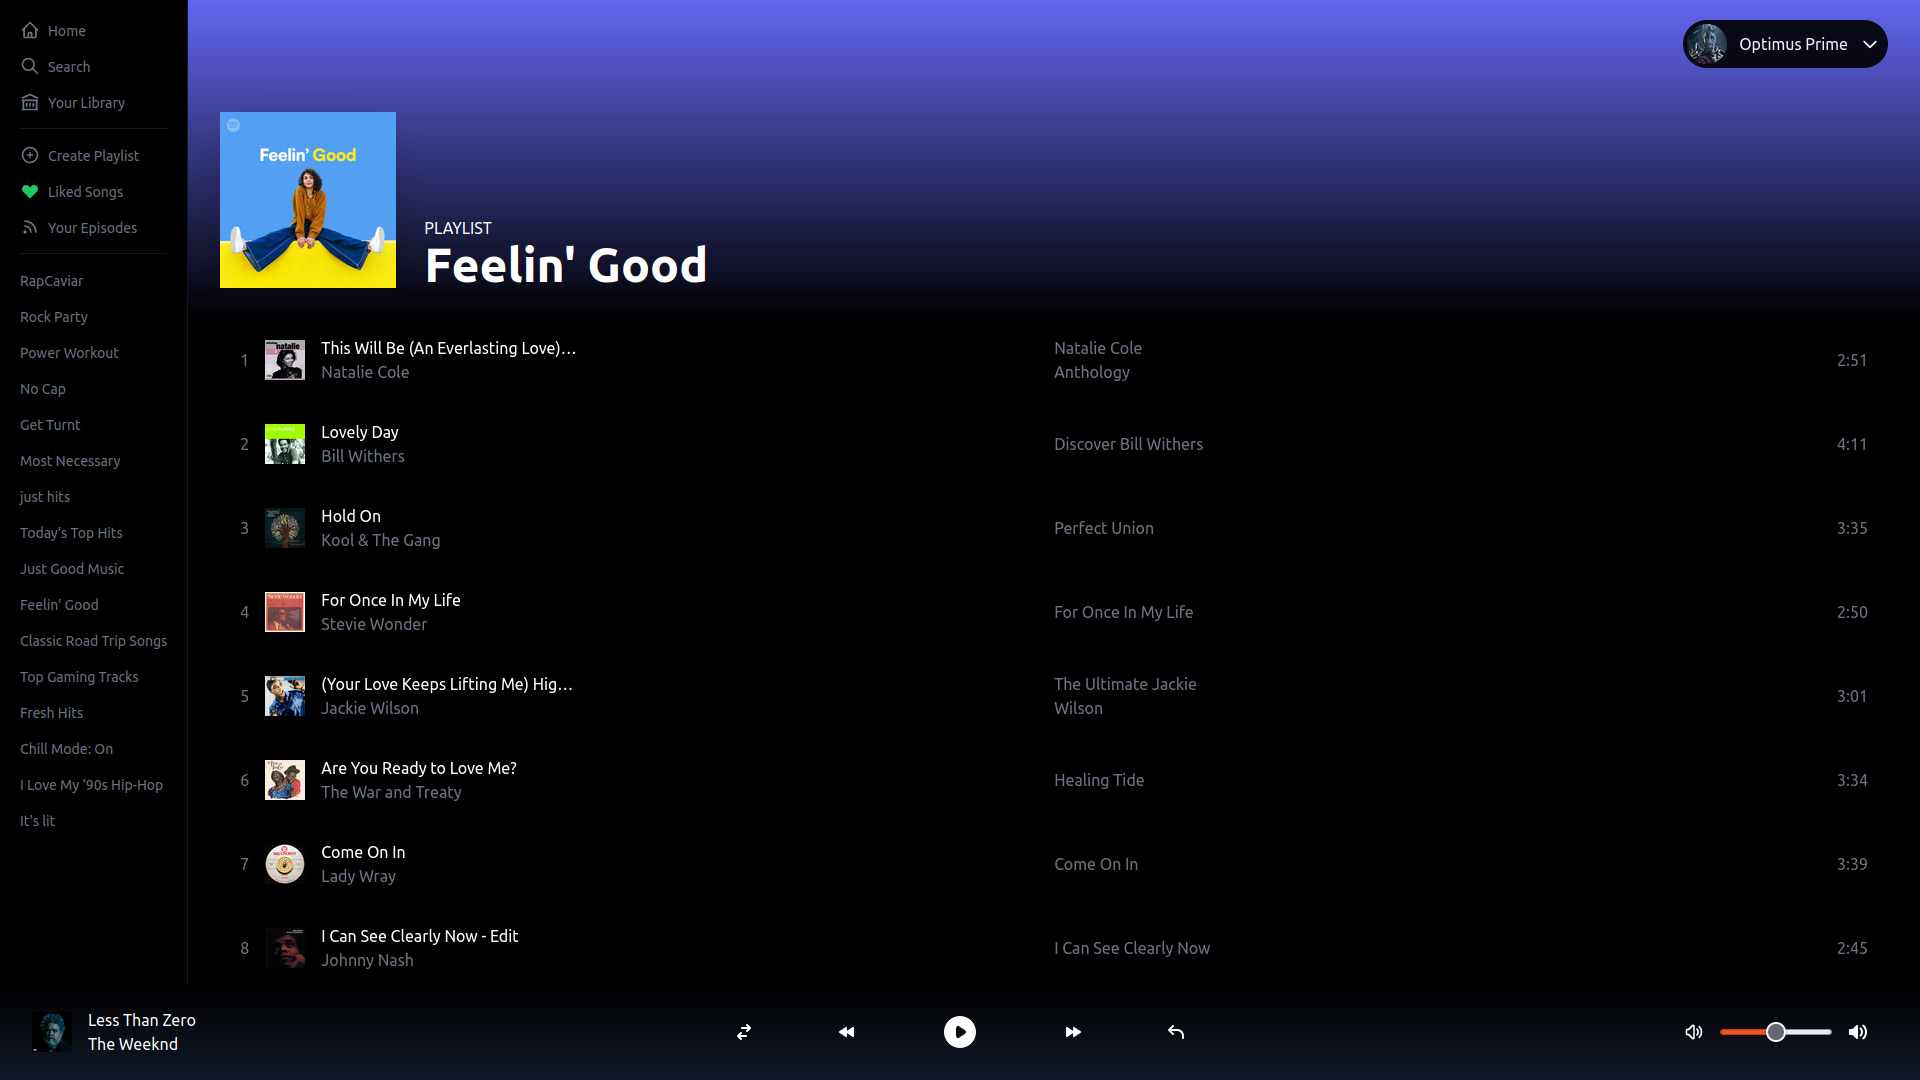 Home
Search
Your Library
Create Playlist
Liked Songs
Your Episodes
RapCaviar
Rock Party
Power Workout
No Cap
Get Turnt
Most Necessary
just hits
Today's Top Hits
Just Good Music
Feelin' Good
Classic Road Trip Songs
Top Gaming Tracks
Fresh Hits
Chill Mode: On
I Love My '90s Hip-Hop
It's lit
Optimus Prime
Feelin' Good
PLAYLIST
Feelin' Good
1
natalie
This Will Be (An Everlasting Love)…
Natalie Cole
Natalie Cole
Anthology
2:51
2
Lovely Day
Bill Withers
Discover Bill Withers
4:11
3
Hold On
Kool & The Gang
Perfect Union
3:35
4
Stevie Wonder
For Once In My Life
Stevie Wonder
For Once In My Life
2:50
5
(Your Love Keeps Lifting Me) Hig…
Jackie Wilson
The Ultimate Jackie
Wilson
3:01
6
Are You Ready to Love Me?
The War and Treaty
Healing Tide
3:34
7
Come On In
Lady Wray
Come On In
3:39
8
I Can See Clearly Now - Edit
Johnny Nash
I Can See Clearly Now
2:45
Less Than Zero
The Weeknd